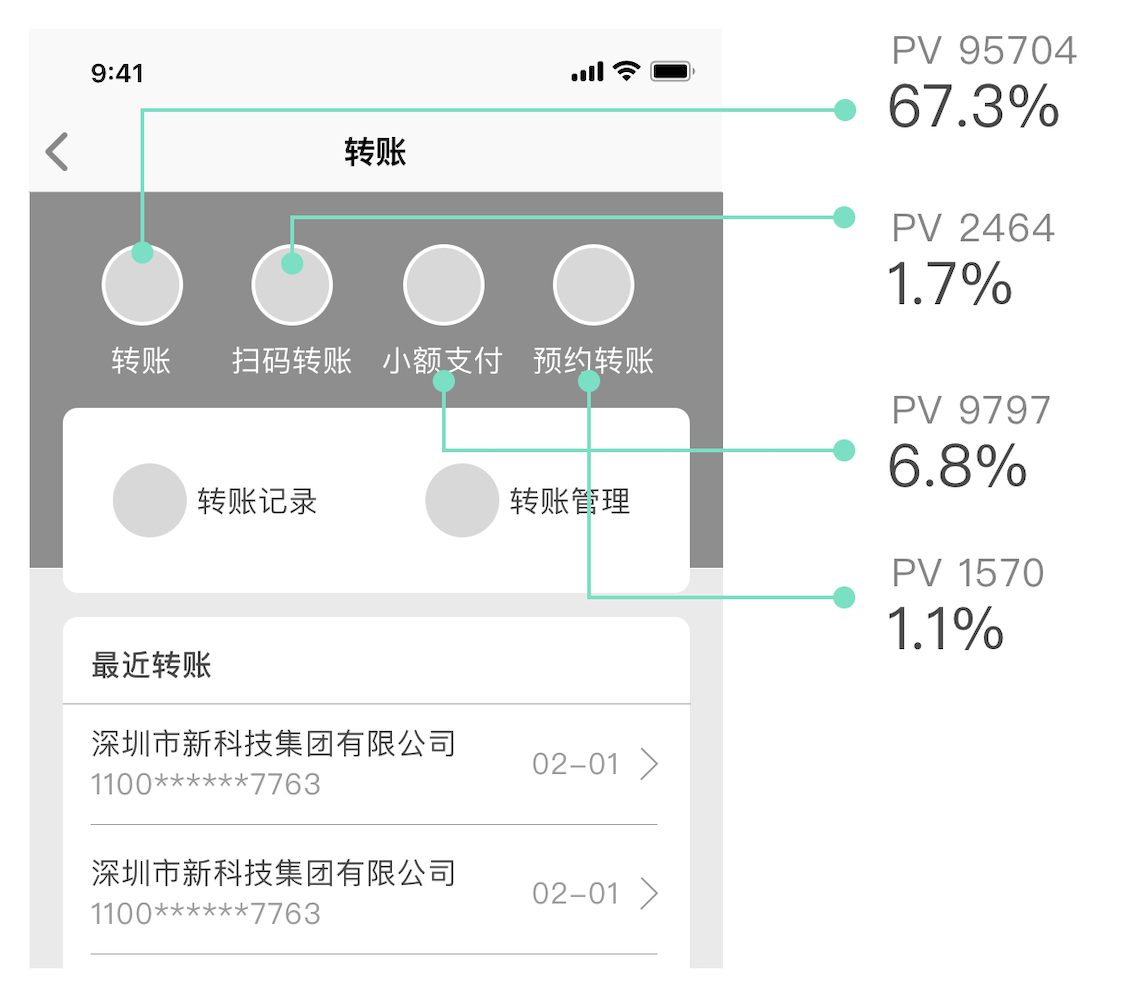 9:41
转账
转账
扫码转账
小额支付
预约转账
转账记录
转账管理
最近转账
深圳市新科技集团有限公司
1100******7763
02-01
深圳市新科技集团有限公司
1100******7763
02-01
PV 95704
67.3%
PV 2464
1.7%
PV 9797
6.8%
PV 1570
1.1%